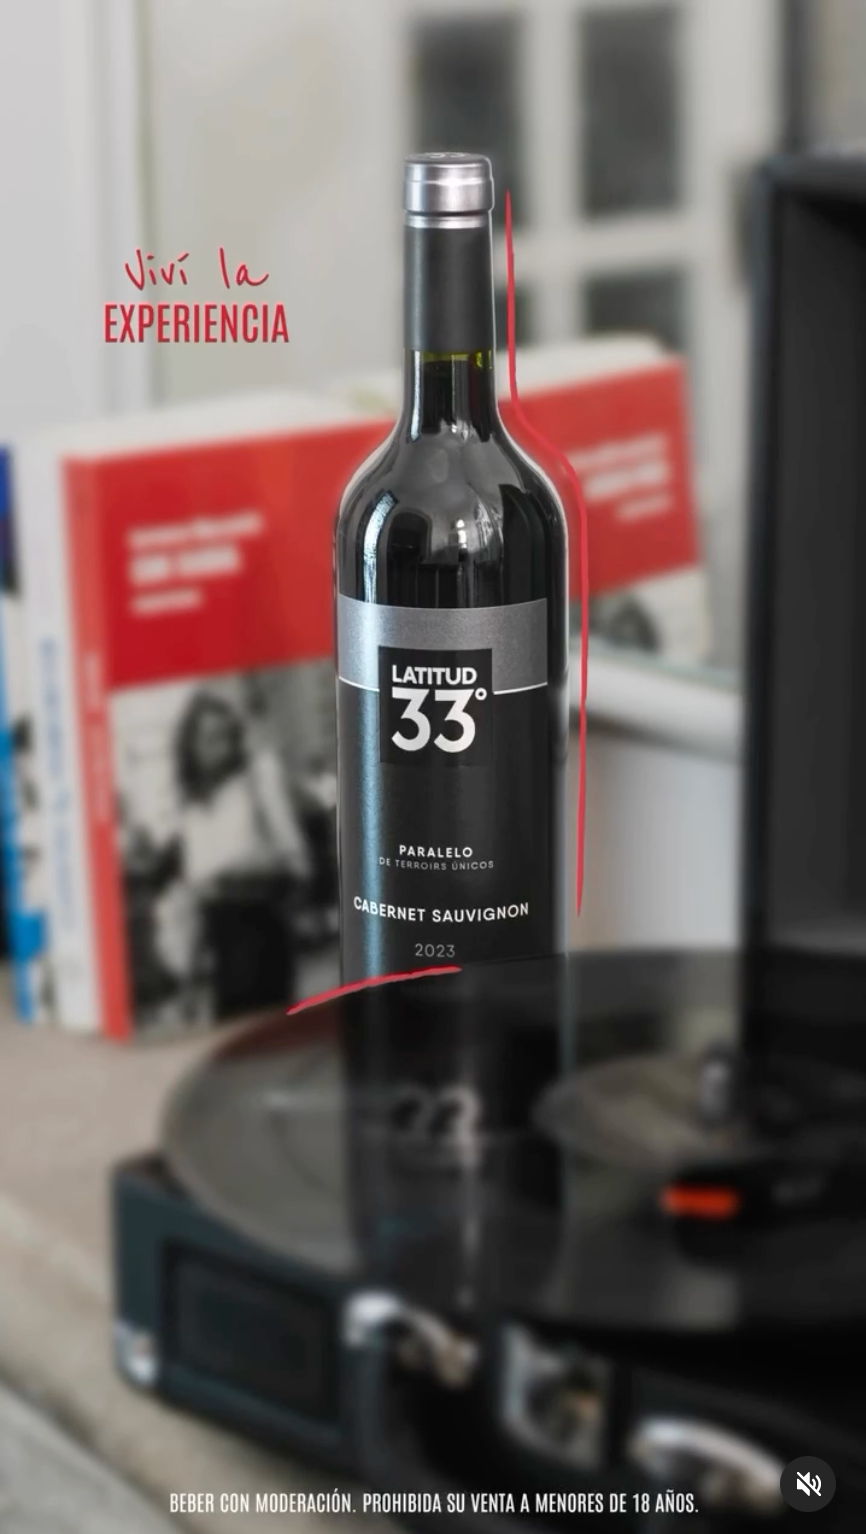 Viví la
EXPERIENCIA
LATITUD
33°
PARALELO
DE TERROIRS ÚNICOS
CABERNET SAUVIGNON
2023
BEBER CON MODERACIÓN. PROHIBIDA SU VENTA A MENORES DE 18 AÑOS.